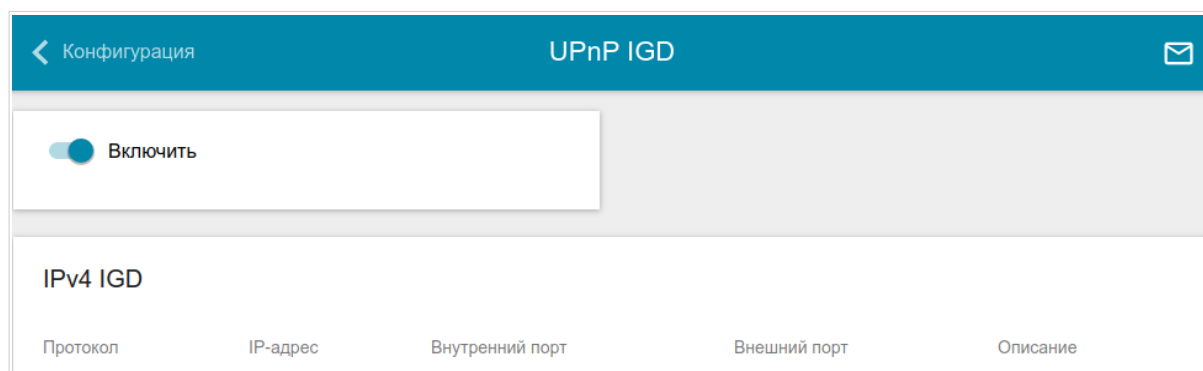 Конфигурация UPnP IGD
Включить
IPv4 IGD
Протокол IP-адрес Внутренний порт Внешний порт Описание